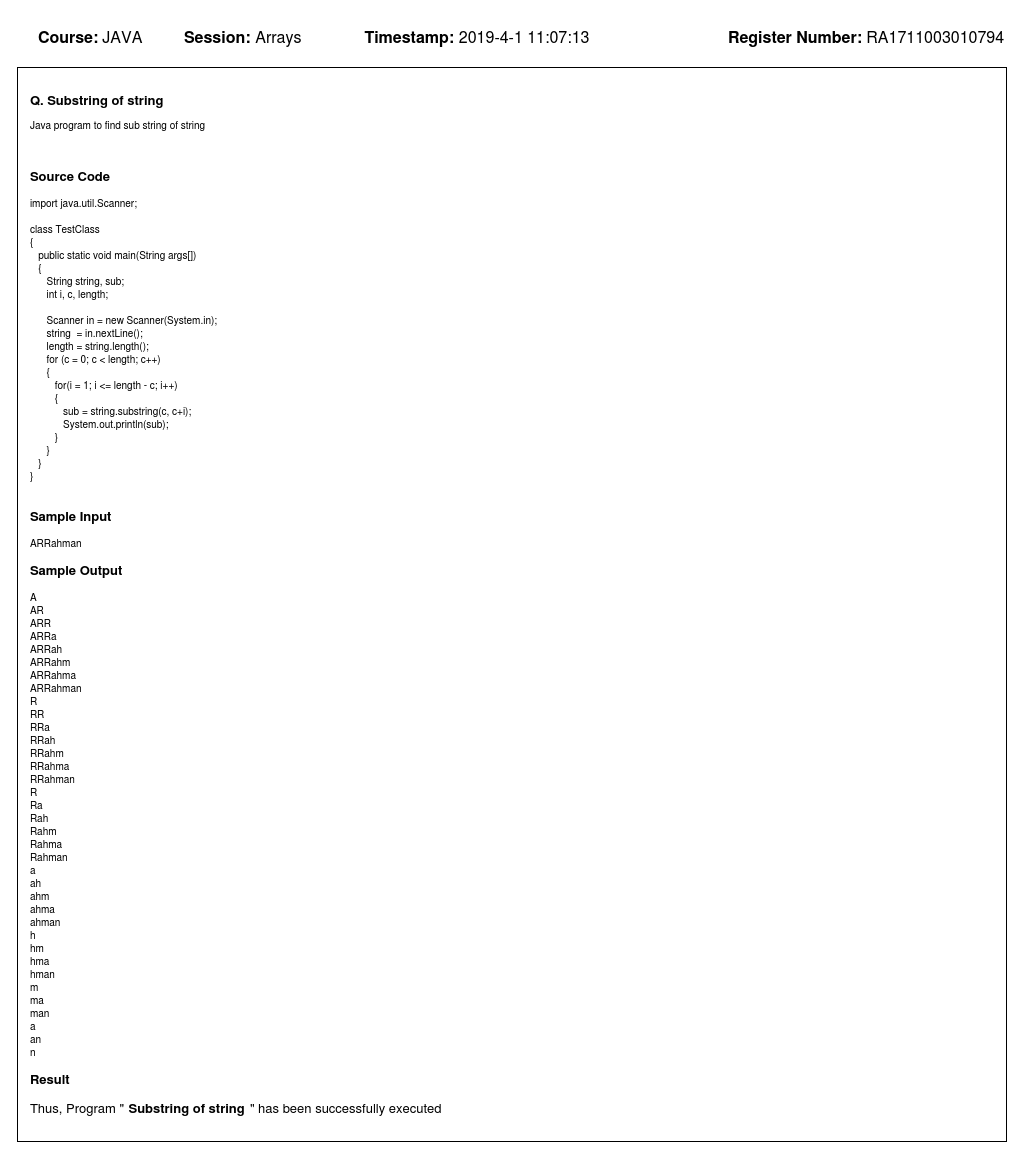 Course: JAVA Session: Arrays Timestamp: 2019-4-1 11:07:13 Register Number: RA1711003010794
Q. Substring of string
Java program to find sub string of string
Source Code
import java.util.Scanner;
class TestClass
{
public static void main(String args[])
{
String string, sub;
int i, c, length;
Scanner in = new Scanner(System.in);
string  = in.nextLine();
length = string.length();
for (c = 0; c < length; c++)
{
for(i = 1; i <= length - c; i++)
{
sub = string.substring(c, c+i);
System.out.println(sub);
}
}
}
}
Sample Input
ARRahman
Sample Output
A
AR
ARR
ARRa
ARRah
ARRahm
ARRahma
ARRahman
R
RR
RRa
RRah
RRahm
RRahma
RRahman
R
Ra
Rah
Rahm
Rahma
Rahman
a
ah
ahm
ahma
ahman
h
hm
hma
hman
m
ma
man
a
an
n
Result
Thus, Program " Substring of string " has been successfully executed